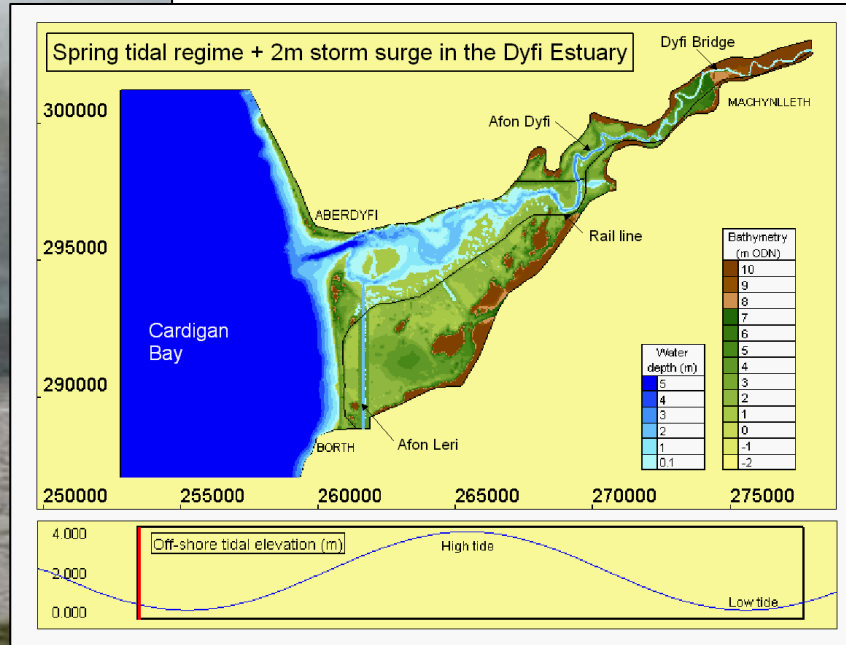 Spring tidal regime + 2m storm surge in the Dyfi Estuary
Dyfi Bridge
MACHYNLLETH
Afon Dyfi
ABERDYFI
Rail line
Cardigan
Bay
Afon Leri
BORTH
300000
295000
290000
250000 255000 260000 265000 270000 275000
Water
depth (m)
5
4
3
2
1
0.1
Bathymetry
(m ODN)
10
9
8
7
6
5
4
3
2
1
0
-1
-2
4.000
2.000
0.000
Off-shore tidal elevation (m)
High tide
Low tide